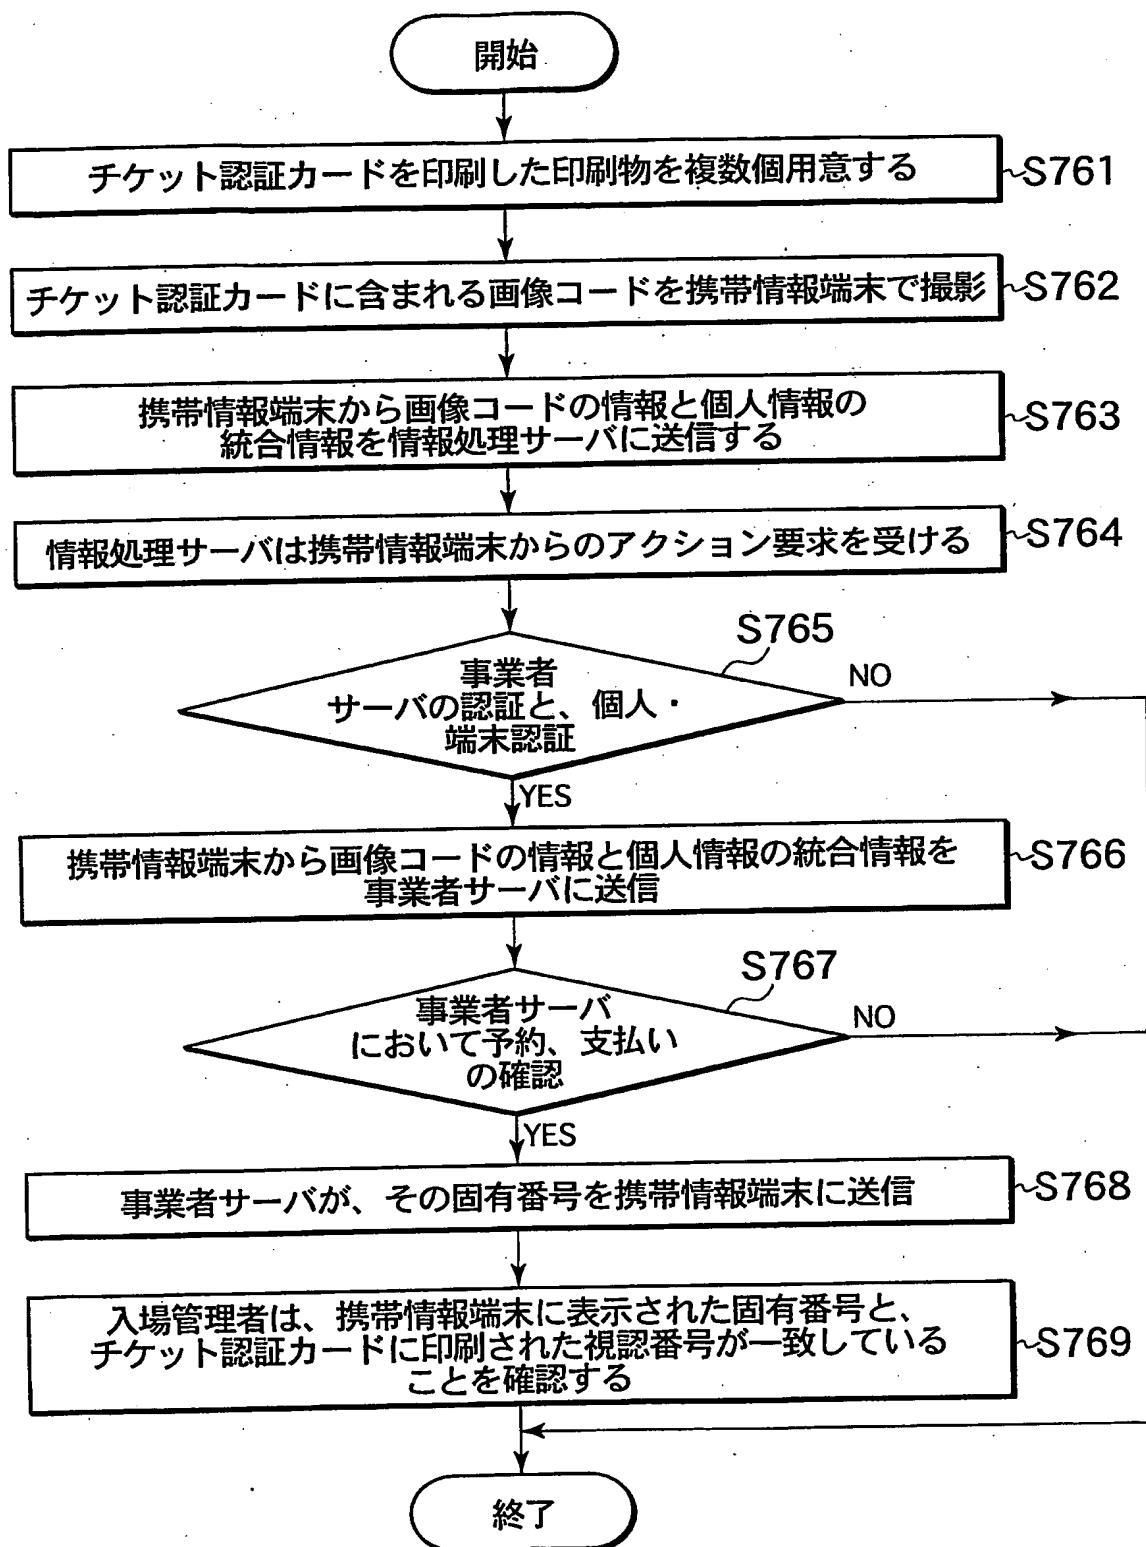 開始
チケット認証カードを印刷した印刷物を複数個用意する
S761
チケット認証カードに含まれる画像コードを携帯情報端末で撮影
S762
携帯情報端末から画像コードの情報と個人情報の
統合情報を情報処理サーバに送信する
S763
情報処理サーバは携帯情報端末からのアクション要求を受ける
S764
S765
事業者
サーバの認証と、個人・
端末認証
NO
YES
携帯情報端末から画像コードの情報と個人情報の統合情報を
事業者サーバに送信
S766
S767
事業者サーバ
において予約、支払い
の確認
NO
YES
事業者サーバが、その固有番号を携帯情報端末に送信
S768
入場管理者は、携帯情報端末に表示された固有番号と、
チケット認証カードに印刷された視認番号が一致している
ことを確認する
S769
終了